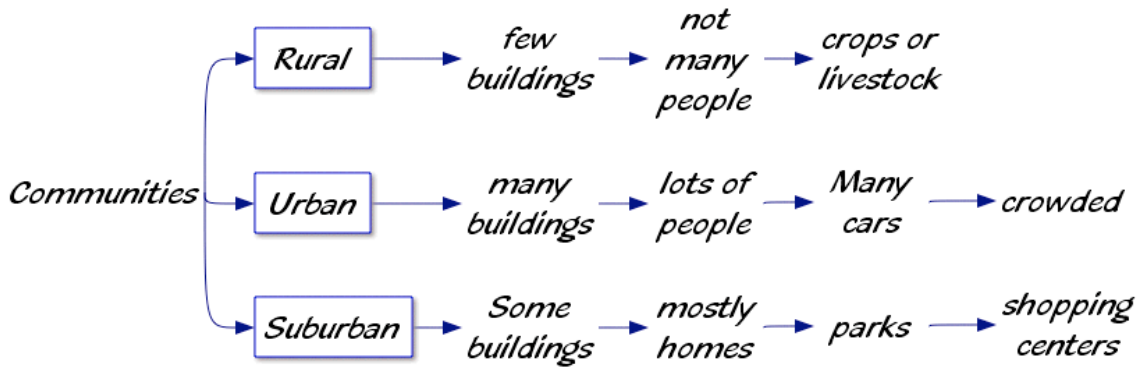 Communities
Rural
few
buildings
not
many
people
crops or
livestock
Urban
many
buildings
lots of
people
Many
cars
crowded
Suburban
Some
buildings
mostly
homes
parks
shopping
centers